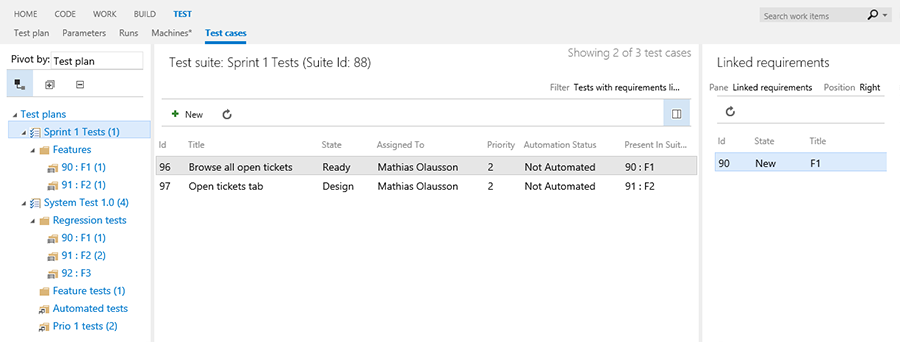 HOME CODE WORK BUILD TEST
Search work items
Test plan Parameters Runs Machines* Test cases
Pivot by: Test plan
Test plans
Sprint 1 Tests (1)
Features
90 : F1 (1)
91 : F2 (1)
System Test 1.0 (4)
Regression tests
90 : F1 (1)
91 : F2 (2)
92 : F3
Feature tests (1)
Automated tests
Prio 1 tests (2)
Showing 2 of 3 test cases
Test suite: Sprint 1 Tests (Suite Id: 88)
Filter Tests with requirements li...
New
Id Title State Assigned To Priority Automation Status Present In Suit...
96 Browse all open tickets Ready Mathias Olausson 2 Not Automated 90 : F1
97 Open tickets tab Design Mathias Olausson 2 Not Automated 91 : F2
Linked requirements
Pane Linked requirements Position Right
Id State Title
90 New F1